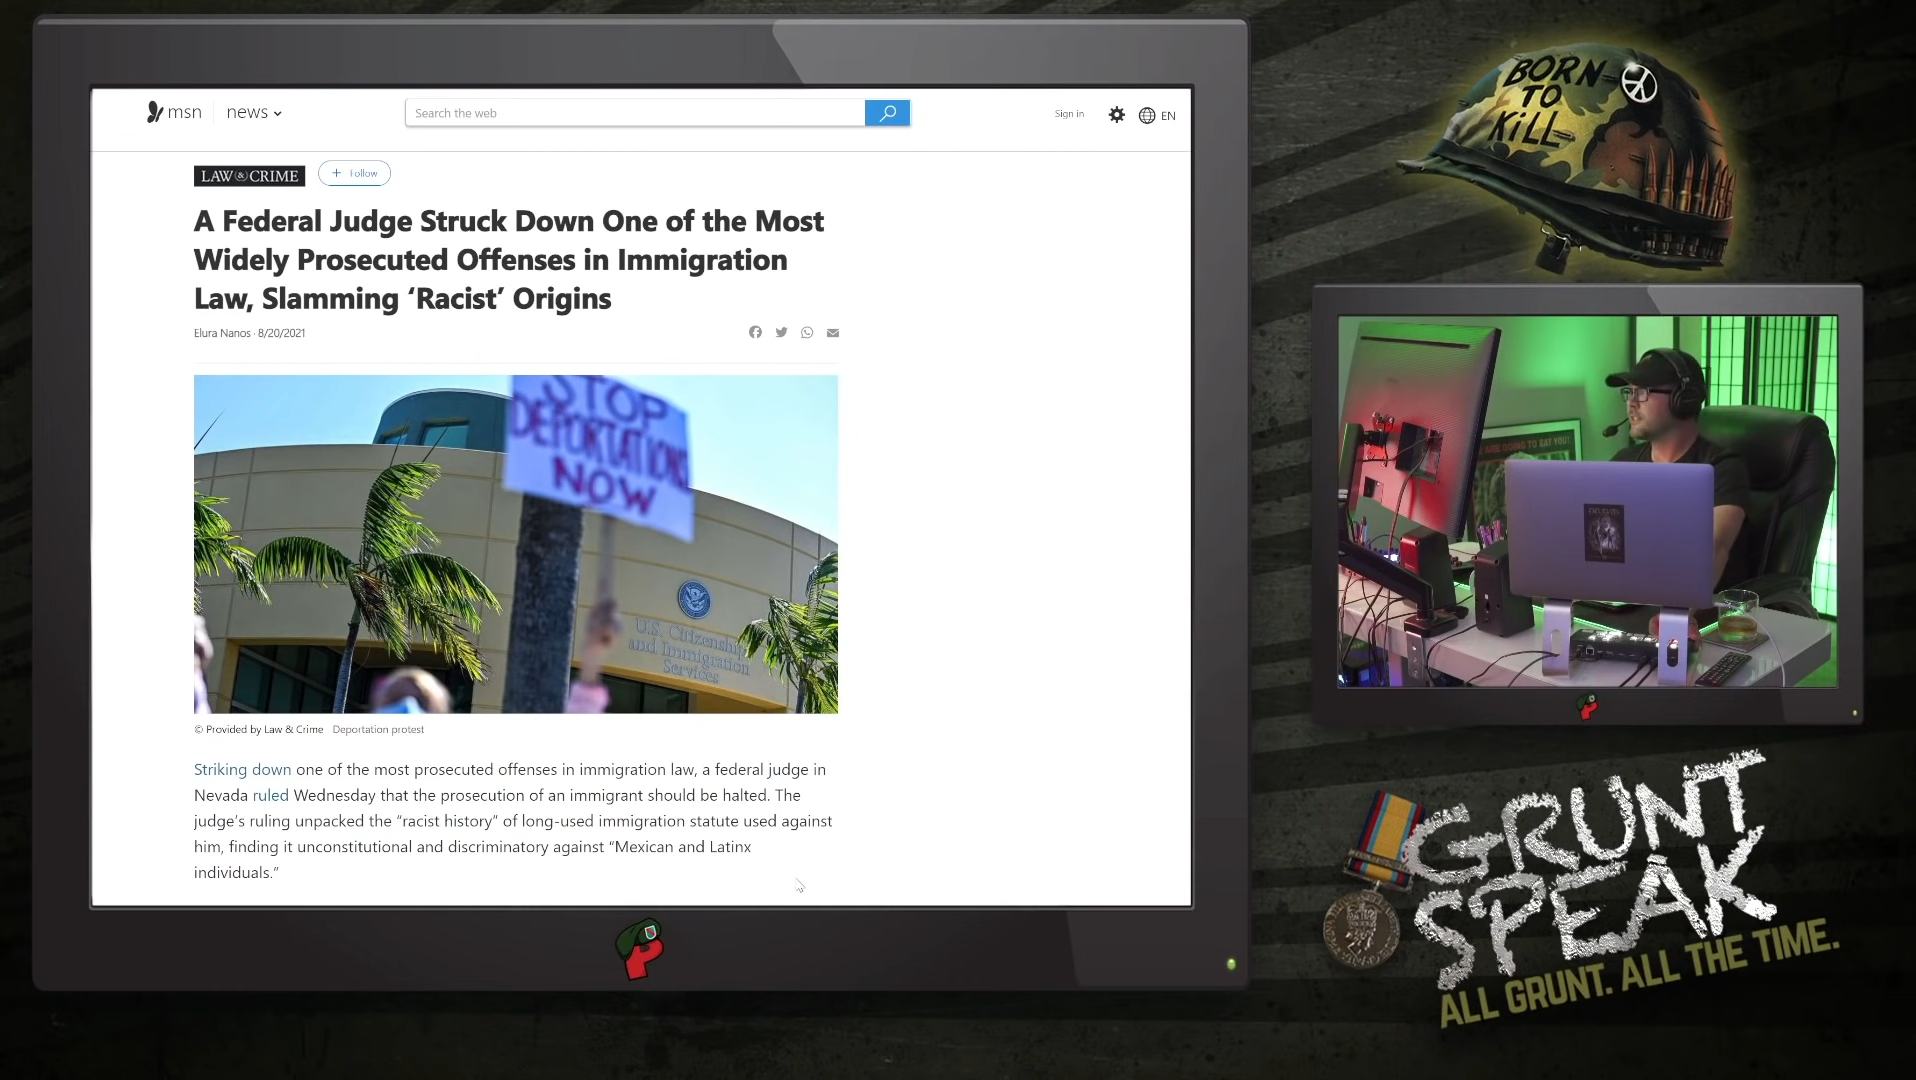 msn
news
Search the web
Sign in
EN
LAW&CRIME
+ Follow
A Federal Judge Struck Down One of the Most
Widely Prosecuted Offenses in Immigration
Law, Slamming ‘Racist’ Origins
Elura Nanos · 8/20/2021
STOP
DEPORTATIONS
NOW
U.S. Citizenship
and Immigration
Services
© Provided by Law & Crime Deportation protest
Striking down one of the most prosecuted offenses in immigration law, a federal judge in
Nevada ruled Wednesday that the prosecution of an immigrant should be halted. The
judge’s ruling unpacked the “racist history” of long-used immigration statute used against
him, finding it unconstitutional and discriminatory against “Mexican and Latinx
individuals.”
P
BORN
TO
KILL
ARE GOING TO EAT YOU!
GRUNT
SPEAK
ALL GRUNT. ALL THE TIME.